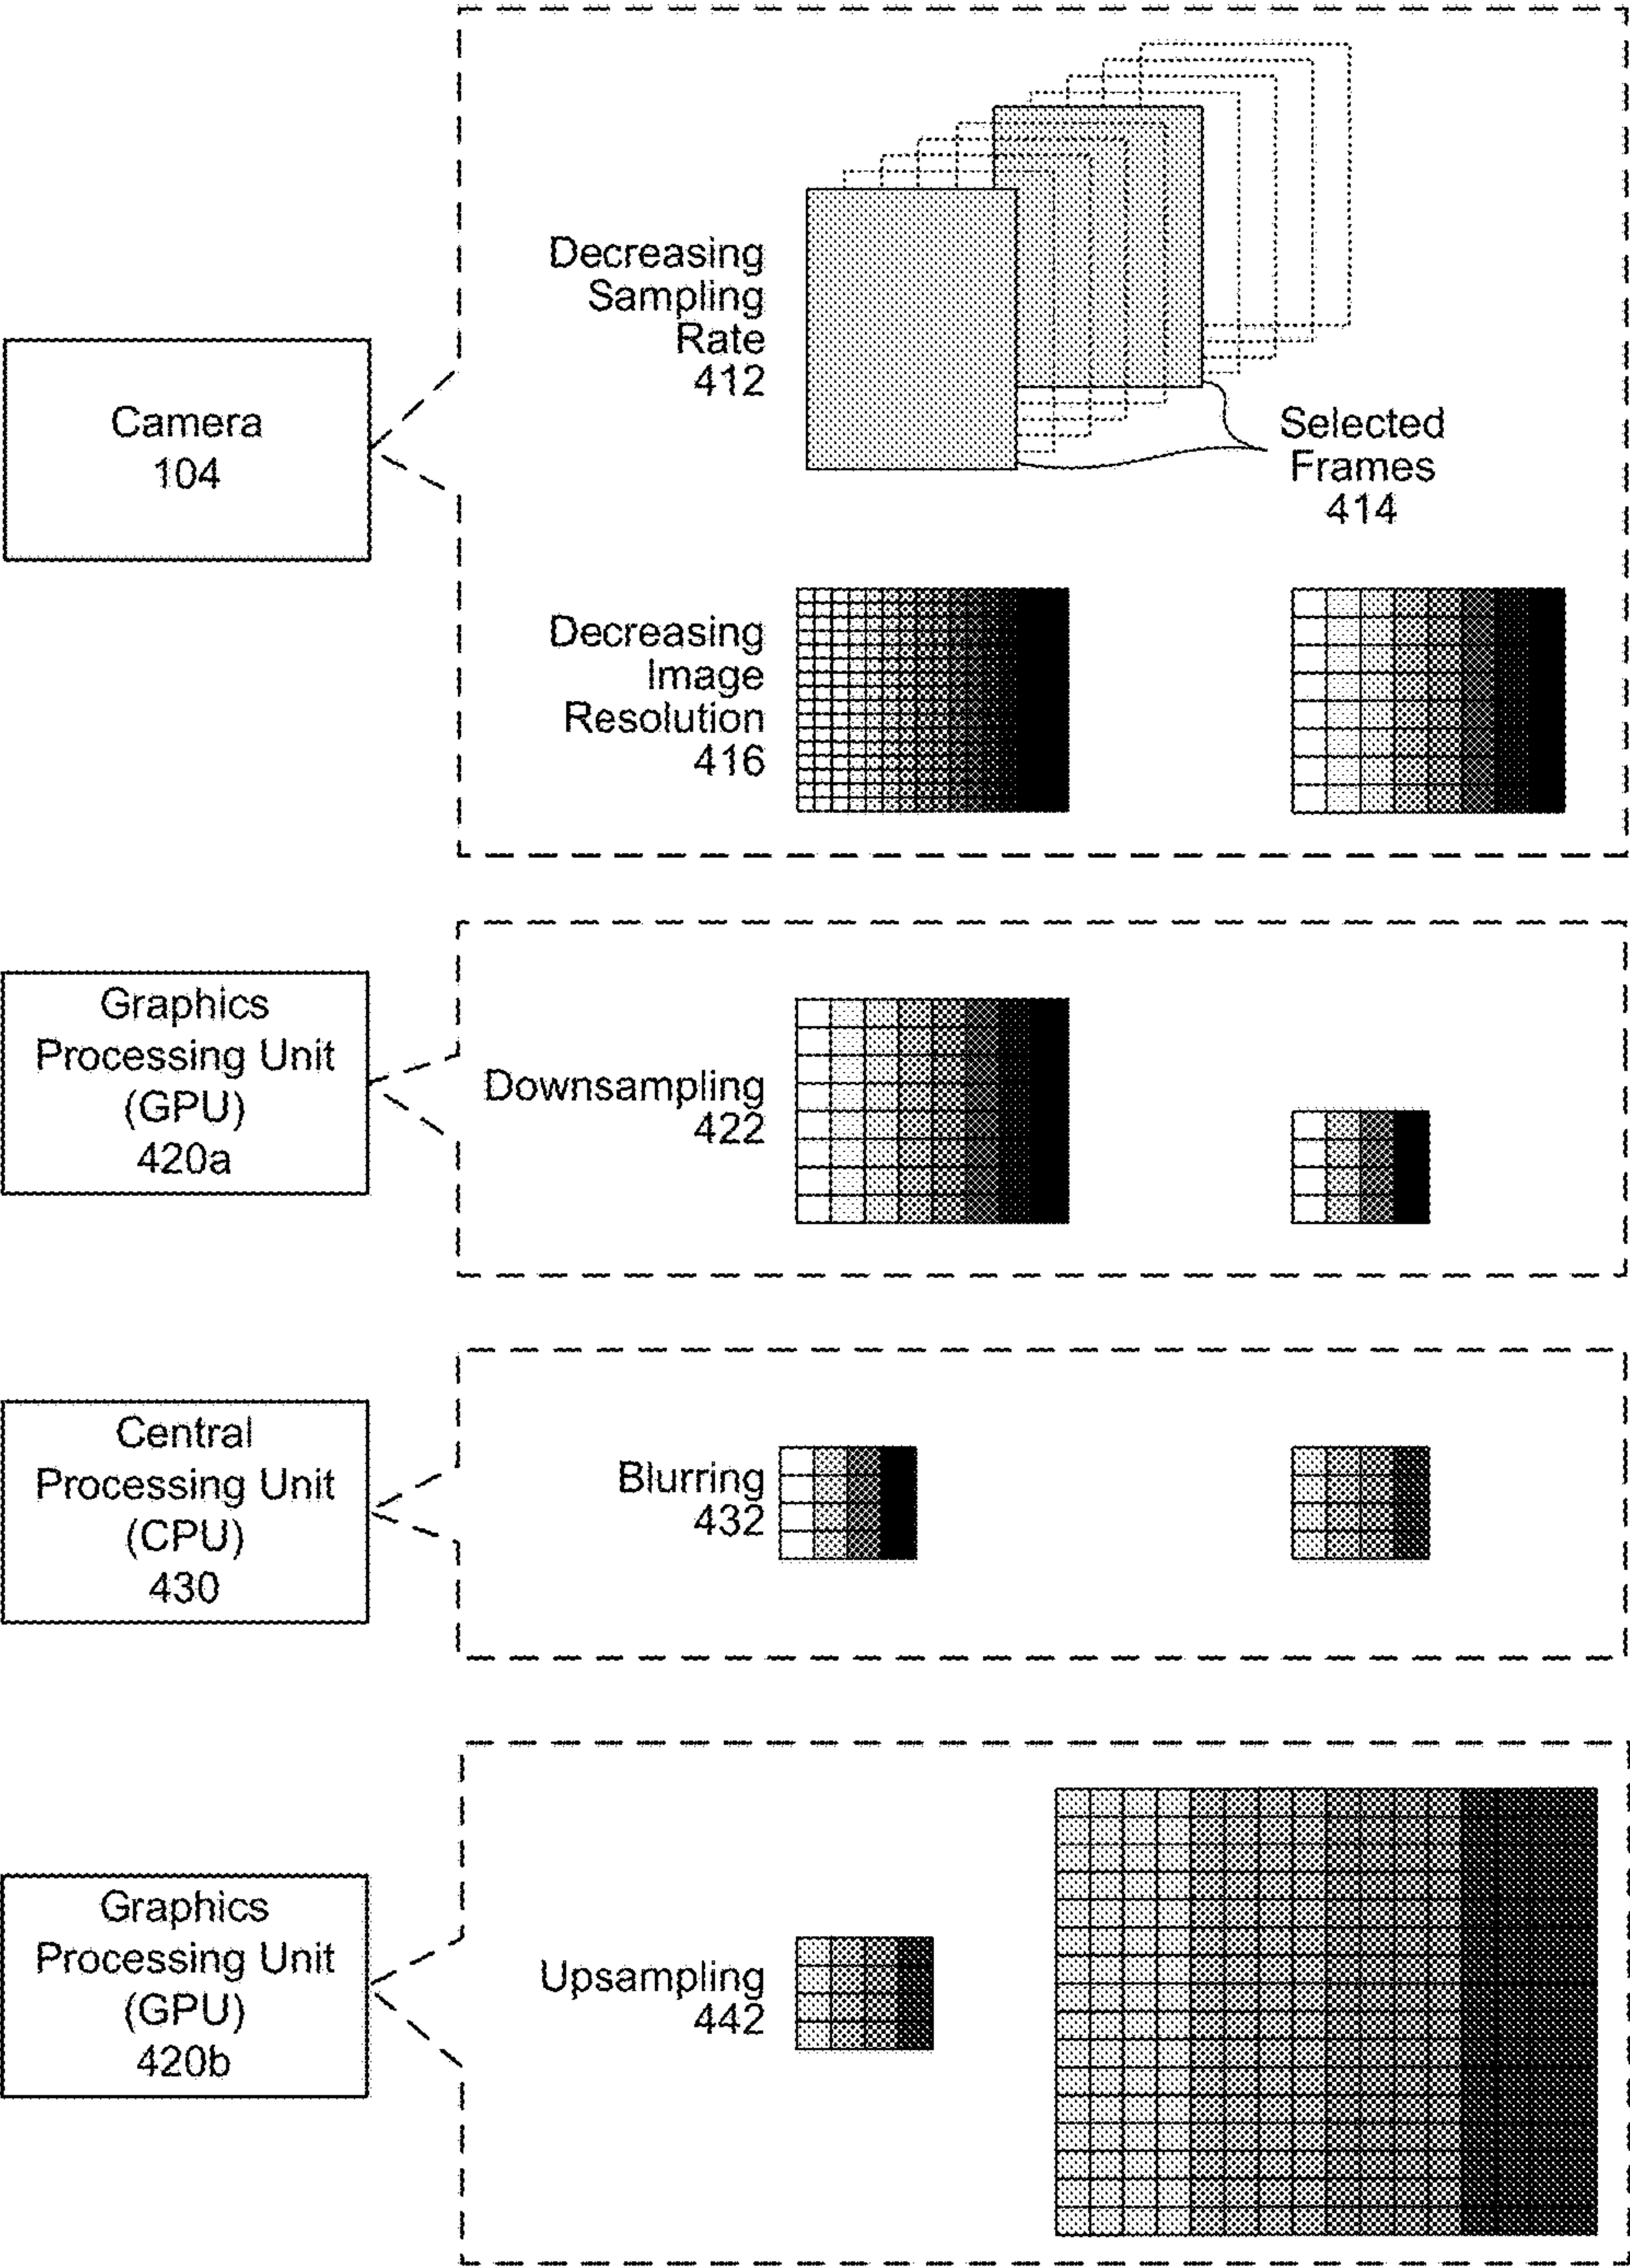 Camera
104
Decreasing
Sampling
Rate
412
Selected
Frames
414
Decreasing
Image
Resolution
416
Graphics
Processing Unit
(GPU)
420a
Downsampling
422
Central
Processing Unit
(CPU)
430
Blurring
432
Graphics
Processing Unit
(GPU)
420b
Upsampling
442